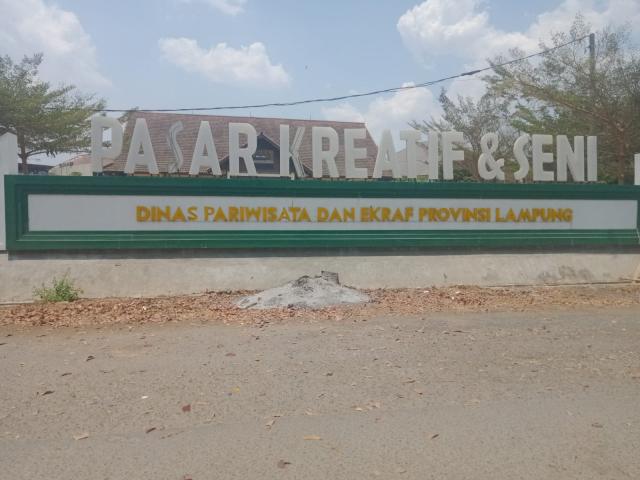 PASAR KREATIF & SENI
DINAS PARIWISATA DAN EKRAF PROVINSI LAMPUNG